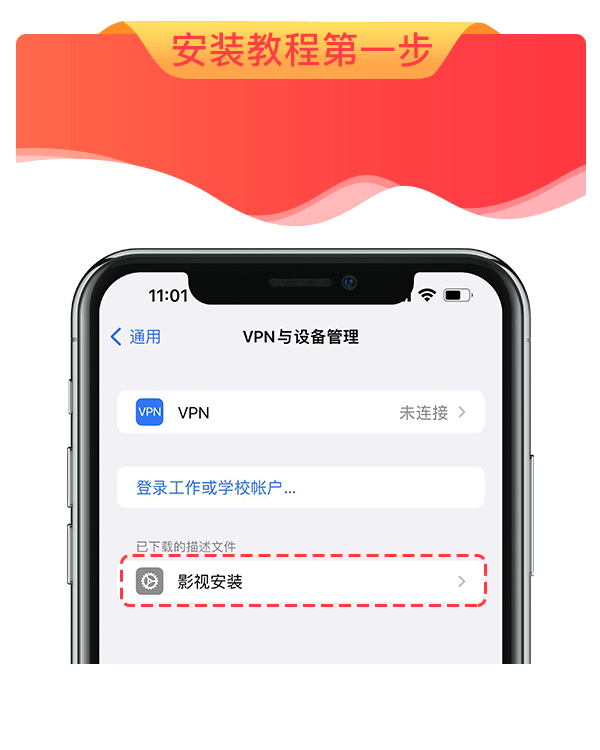 安装教程第一步
11:01
通用
VPN与设备管理
VPN VPN 未连接
登录工作或学校帐户...
已下载的描述文件
影视安装